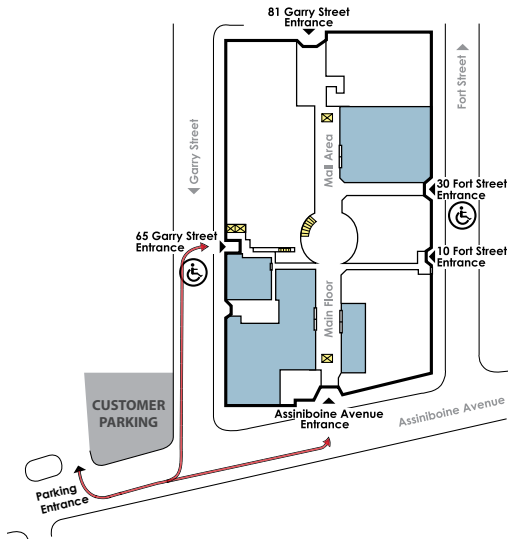 81 Garry Street
Entrance
Fort Street
Garry Street
Mall Area
30 Fort Street
Entrance
65 Garry Street
Entrance
10 Fort Street
Entrance
Main Floor
CUSTOMER
PARKING
Assiniboine Avenue
Entrance
Assiniboine Avenue
Parking
Entrance